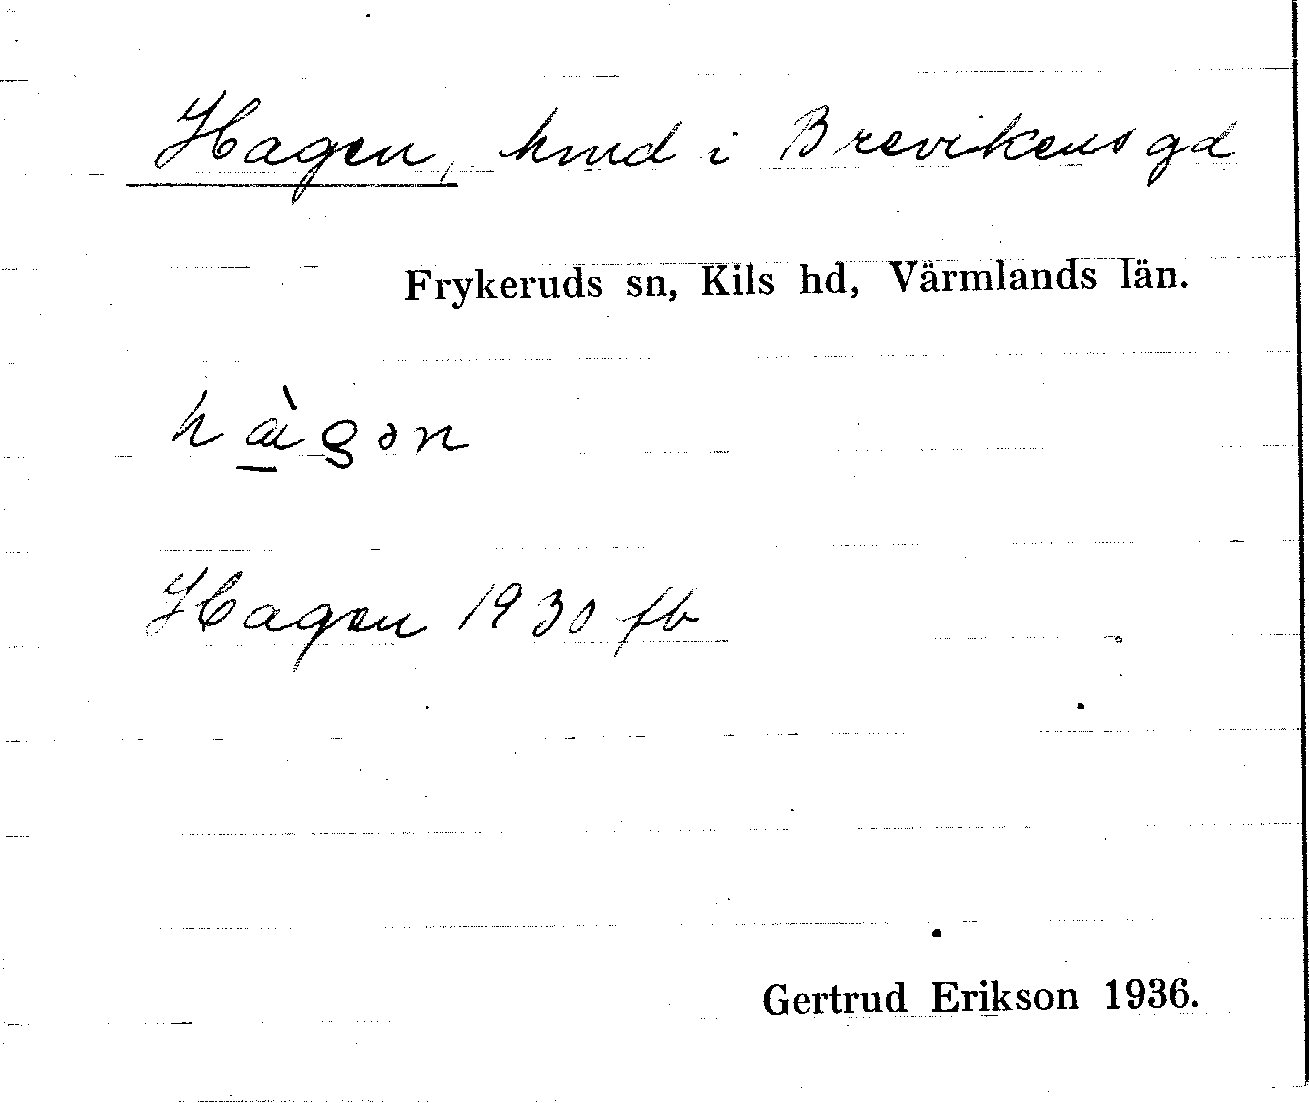 Hagen, hmd i Brevikens gd
Frykeruds sn, Kils hd, Värmlands län.
hàgən
Hagen 1930 fb
Gertrud Erikson 1936.